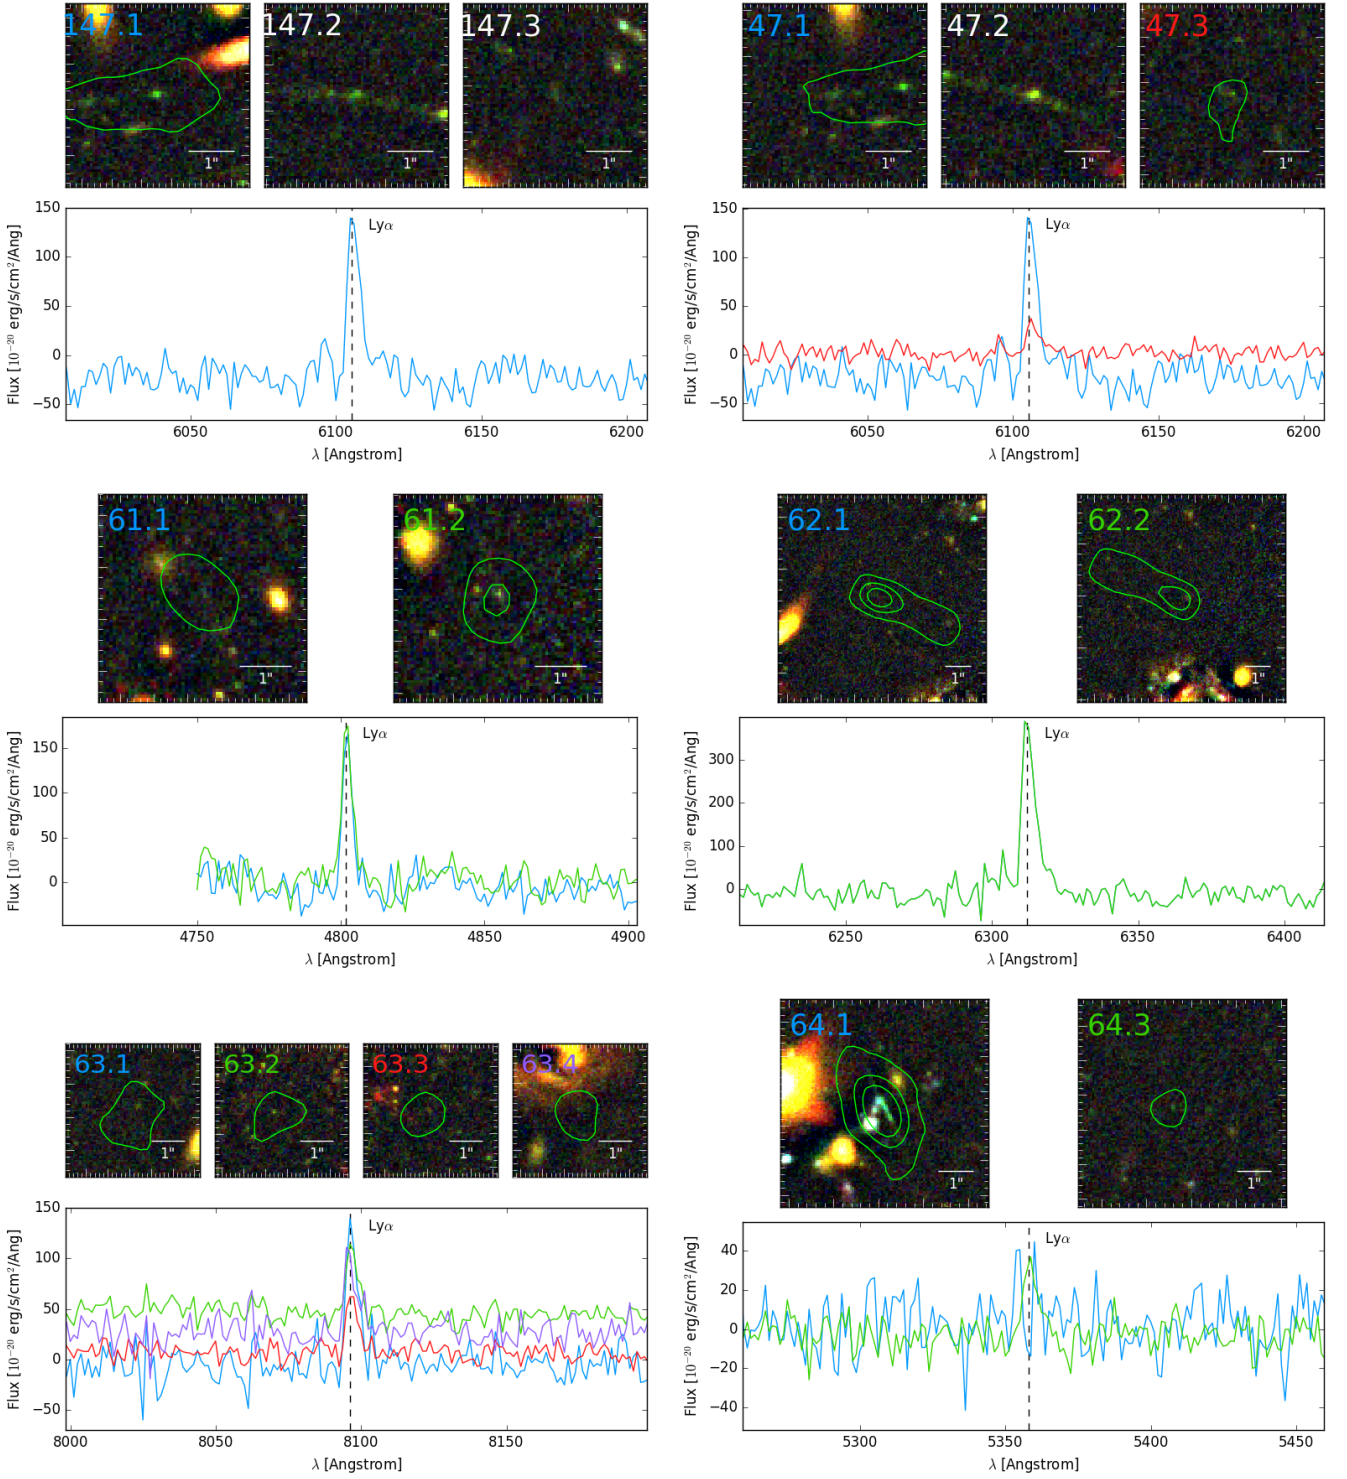 147.1 147.2 147.3
1" 1" 1"
47.1 47.2 47.3
1" 1" 1"
150
100
50
0
−50
Flux [10⁻²⁰ erg/s/cm²/Ang]
Lyα
6050 6100 6150 6200
λ [Angstrom]
150
100
50
0
−50
Flux [10⁻²⁰ erg/s/cm²/Ang]
Lyα
6050 6100 6150 6200
λ [Angstrom]
61.1 61.2
1" 1"
62.1 62.2
1" 1"
150
100
50
0
Flux [10⁻²⁰ erg/s/cm²/Ang]
Lyα
4750 4800 4850 4900
λ [Angstrom]
300
200
100
0
Flux [10⁻²⁰ erg/s/cm²/Ang]
Lyα
6250 6300 6350 6400
λ [Angstrom]
63.1 63.2 63.3 63.4
1" 1" 1" 1"
64.1 64.3
1" 1"
150
100
50
0
−50
Flux [10⁻²⁰ erg/s/cm²/Ang]
Lyα
8000 8050 8100 8150
λ [Angstrom]
40
20
0
−20
−40
Flux [10⁻²⁰ erg/s/cm²/Ang]
Lyα
5300 5350 5400 5450
λ [Angstrom]